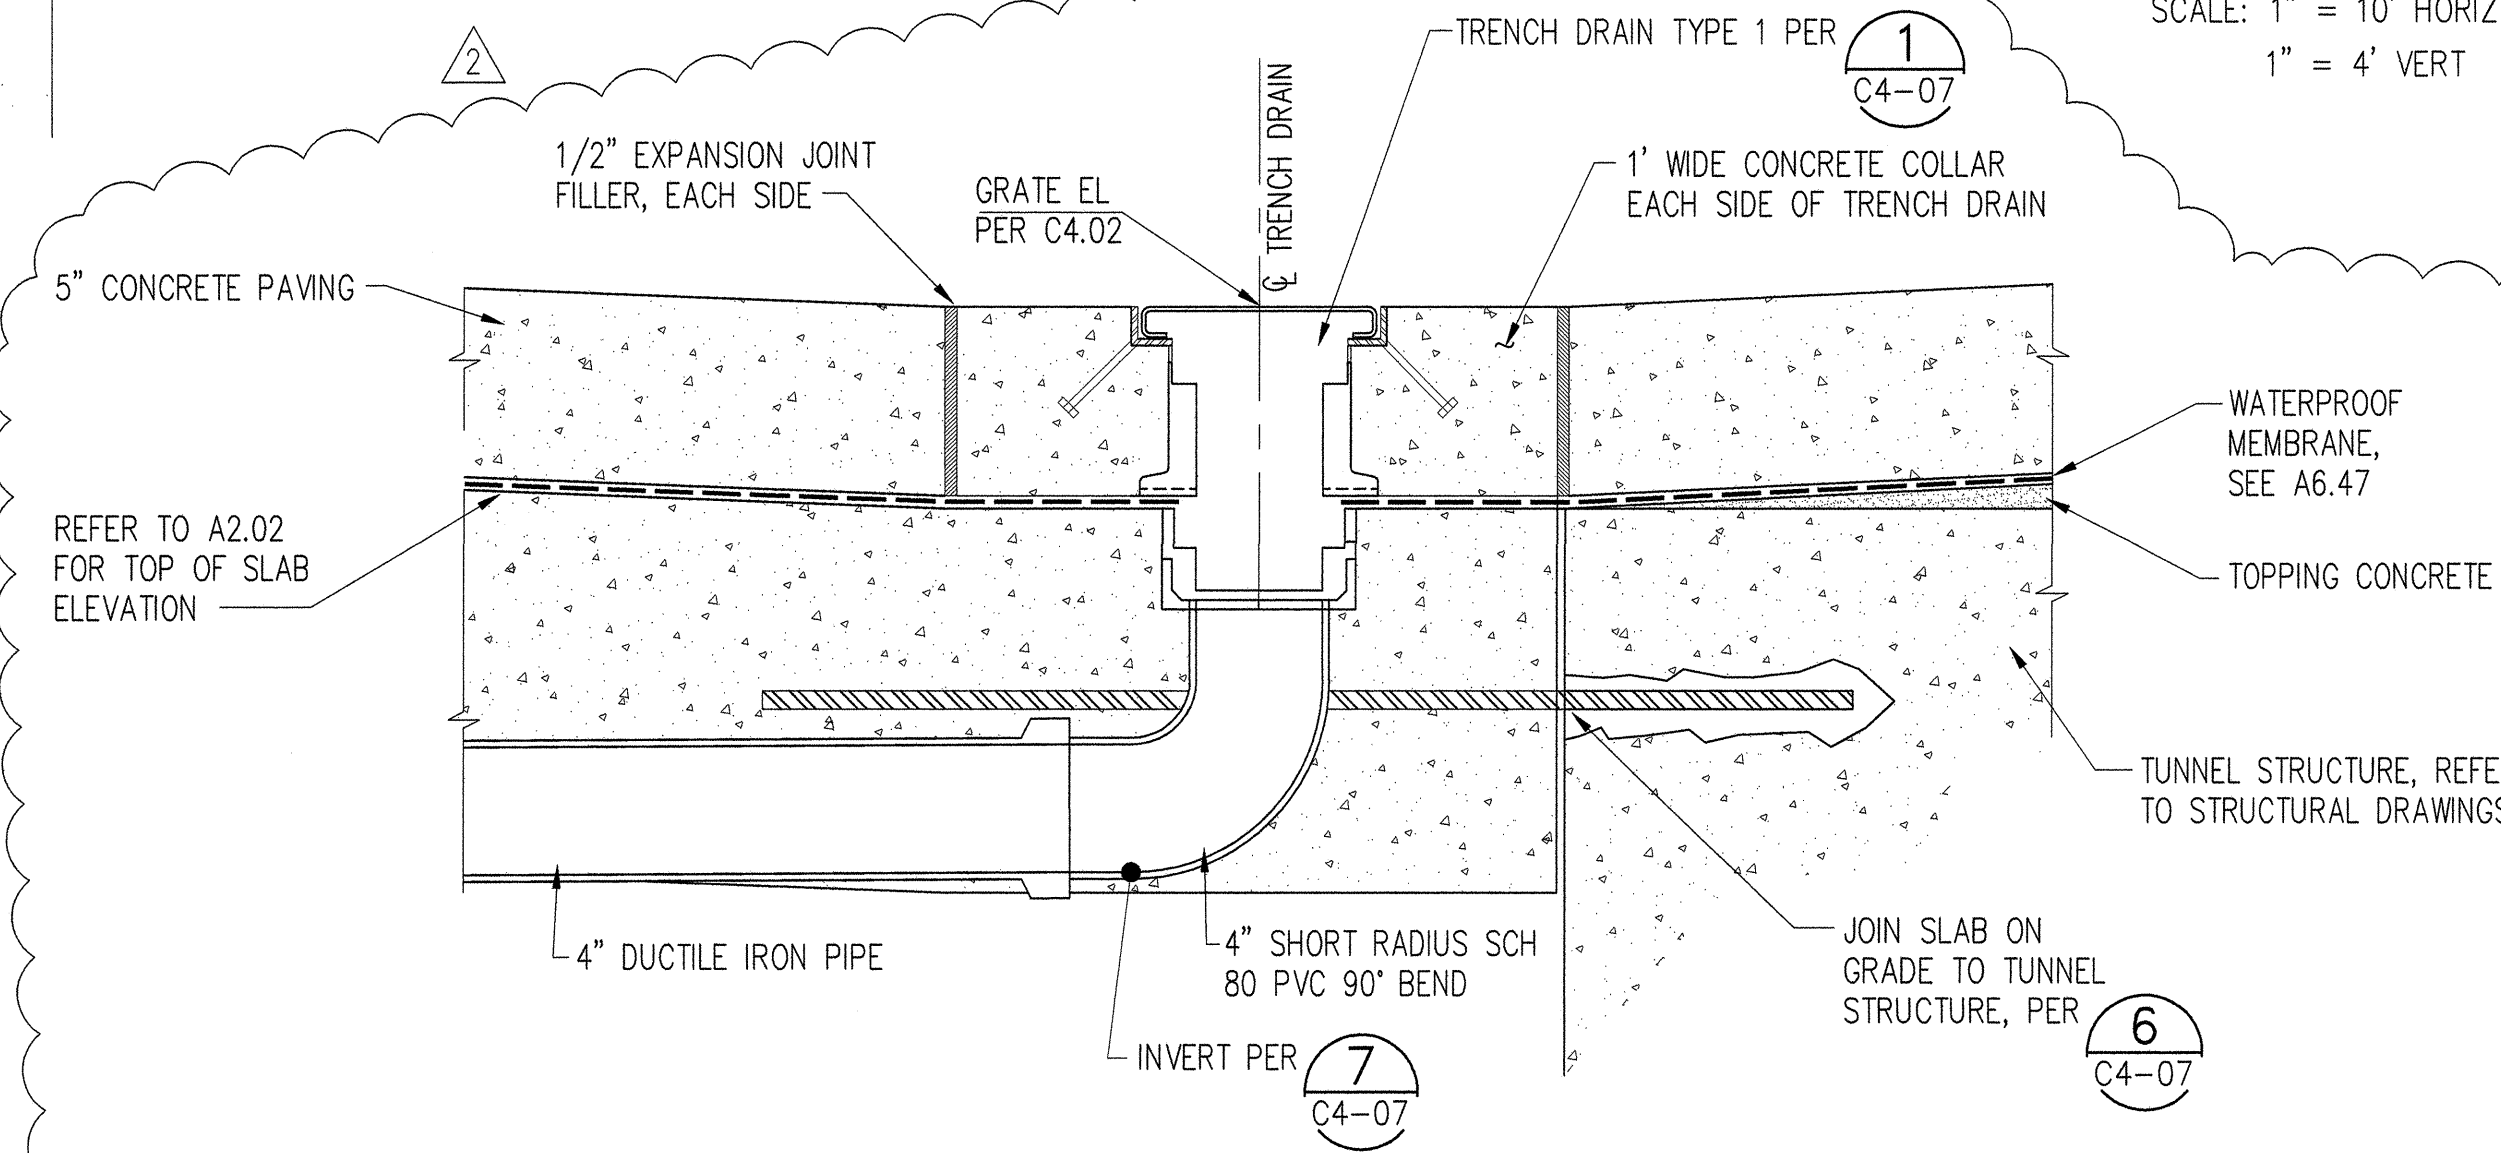 SCALE: 1" = 10' HORIZ
1" = 4' VERT
2
TRENCH DRAIN TYPE 1 PER
1
C4-07
℄ TRENCH DRAIN
1/2" EXPANSION JOINT
FILLER, EACH SIDE
GRATE EL
PER C4.02
1' WIDE CONCRETE COLLAR
EACH SIDE OF TRENCH DRAIN
5" CONCRETE PAVING
WATERPROOF
MEMBRANE,
SEE A6.47
REFER TO A2.02
FOR TOP OF SLAB
ELEVATION
TOPPING CONCRETE
TUNNEL STRUCTURE, REFE
TO STRUCTURAL DRAWINGS
4" DUCTILE IRON PIPE
4" SHORT RADIUS SCH
80 PVC 90° BEND
JOIN SLAB ON
GRADE TO TUNNEL
STRUCTURE, PER
6
C4-07
INVERT PER
7
C4-07